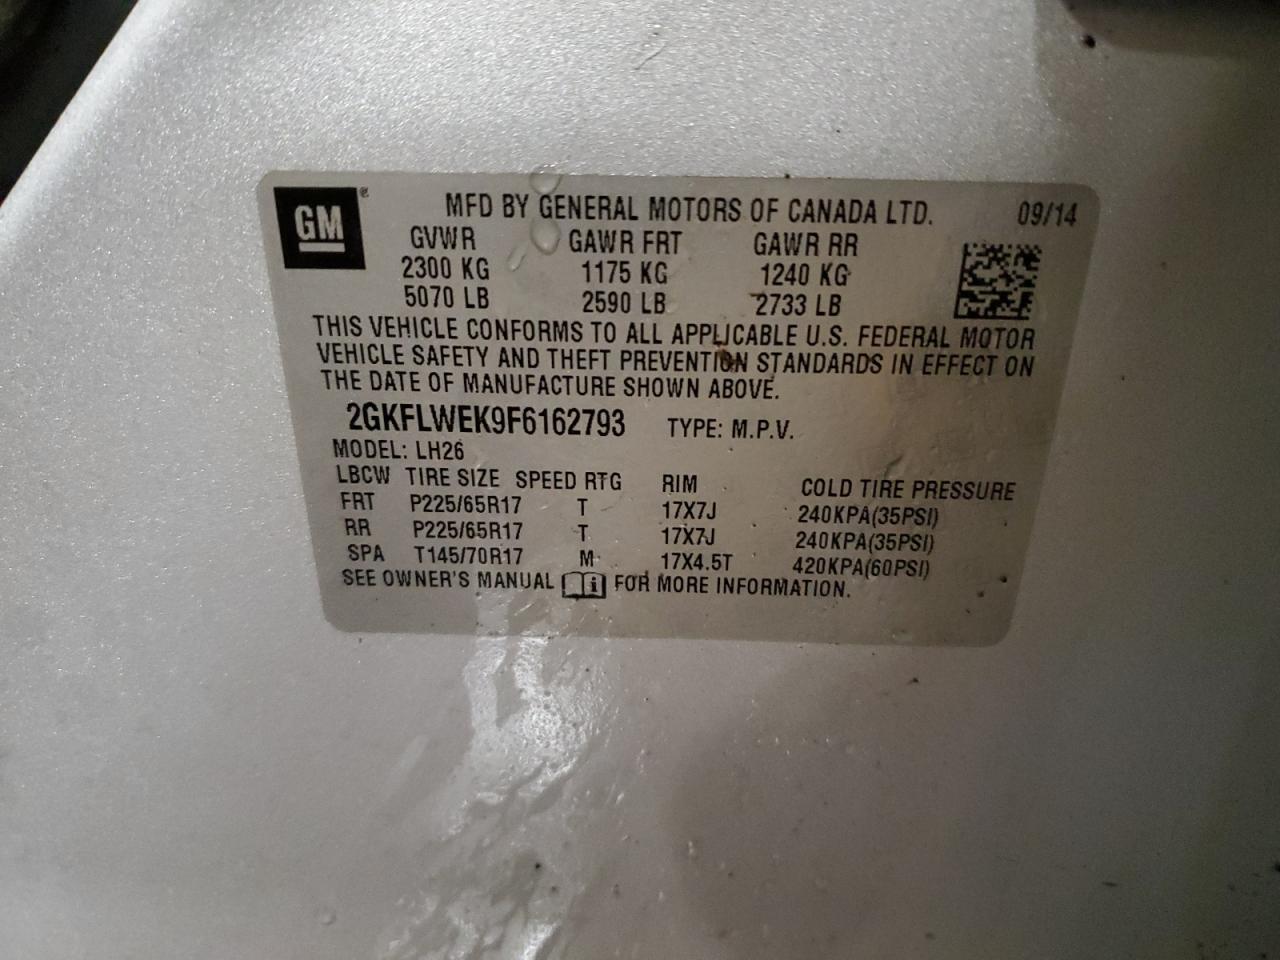 GM ® MFD BY GENERAL MOTORS OF CANADA LTD. 09/14
GVWR GAWR FRT GAWR RR
2300 KG 1175 KG 1240 KG
5070 LB 2590 LB 2733 LB
THIS VEHICLE CONFORMS TO ALL APPLICABLE U.S. FEDERAL MOTOR
VEHICLE SAFETY AND THEFT PREVENTION STANDARDS IN EFFECT ON
THE DATE OF MANUFACTURE SHOWN ABOVE.
2GKFLWEK9F6162793 TYPE: M.P.V.
MODEL: LH26
LBCW TIRE SIZE SPEED RTG RIM COLD TIRE PRESSURE
FRT P225/65R17 T 17X7J 240KPA(35PSI)
RR P225/65R17 T 17X7J 240KPA(35PSI)
SPA T145/70R17 M 17X4.5T 420KPA(60PSI)
SEE OWNER'S MANUAL i FOR MORE INFORMATION.